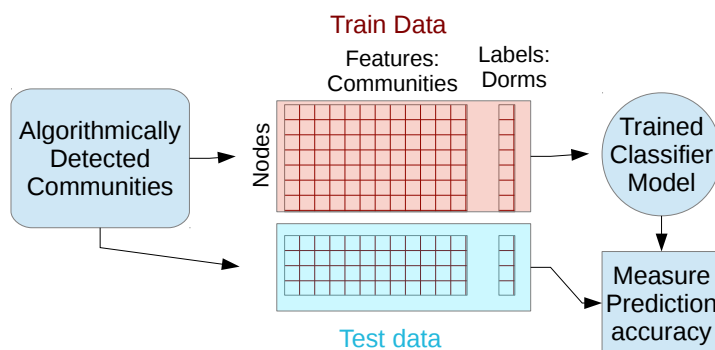 Train Data
Features:
Communities
Labels:
Dorms
Algorithmically
Detected
Communities
Nodes
Trained
Classifier
Model
Measure
Prediction
accuracy
Test data